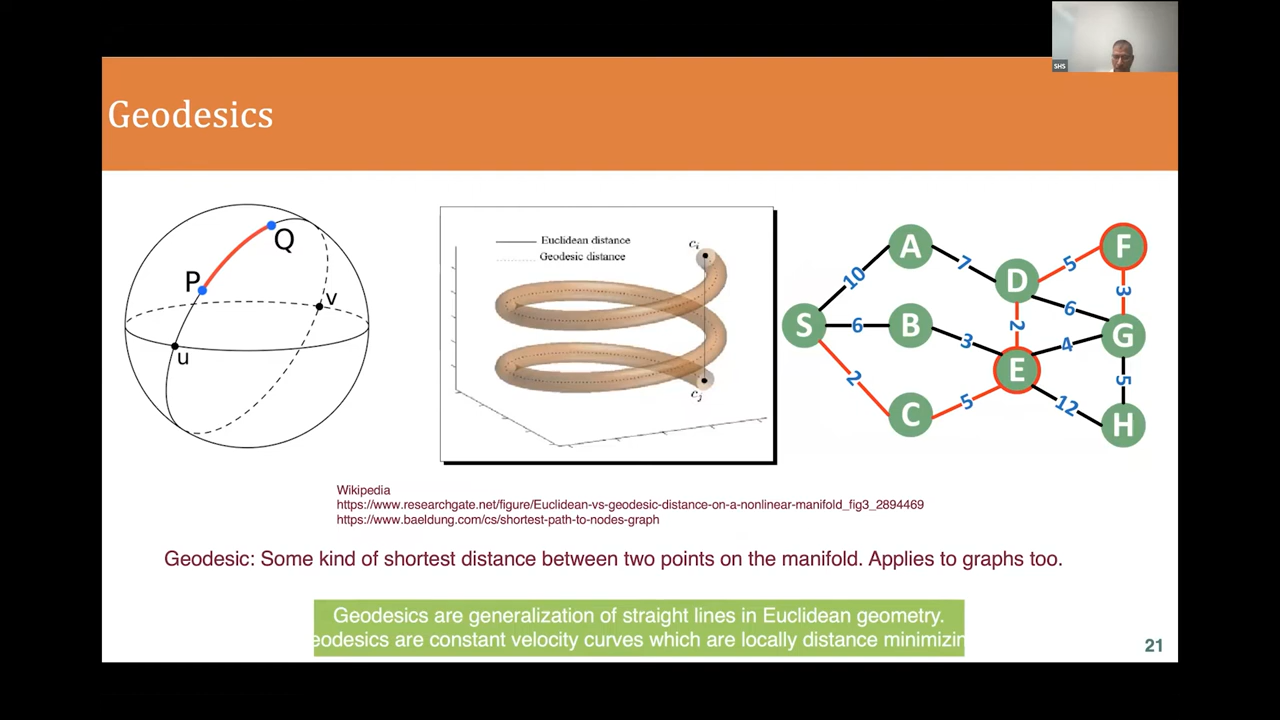 SHS
Geodesics
P
Q
u
v
Euclidean distance
Geodesic distance
ci
cj
S
A
B
C
D
E
F
G
H
10
6
2
7
3
5
2
5
6
4
12
3
5
Wikipedia
https://www.researchgate.net/figure/Euclidean-vs-geodesic-distance-on-a-nonlinear-manifold_fig3_2894469
https://www.baeldung.com/cs/shortest-path-to-nodes-graph
Geodesic: Some kind of shortest distance between two points on the manifold. Applies to graphs too.
Geodesics are generalization of straight lines in Euclidean geometry.
eodesics are constant velocity curves which are locally distance minimizin
21